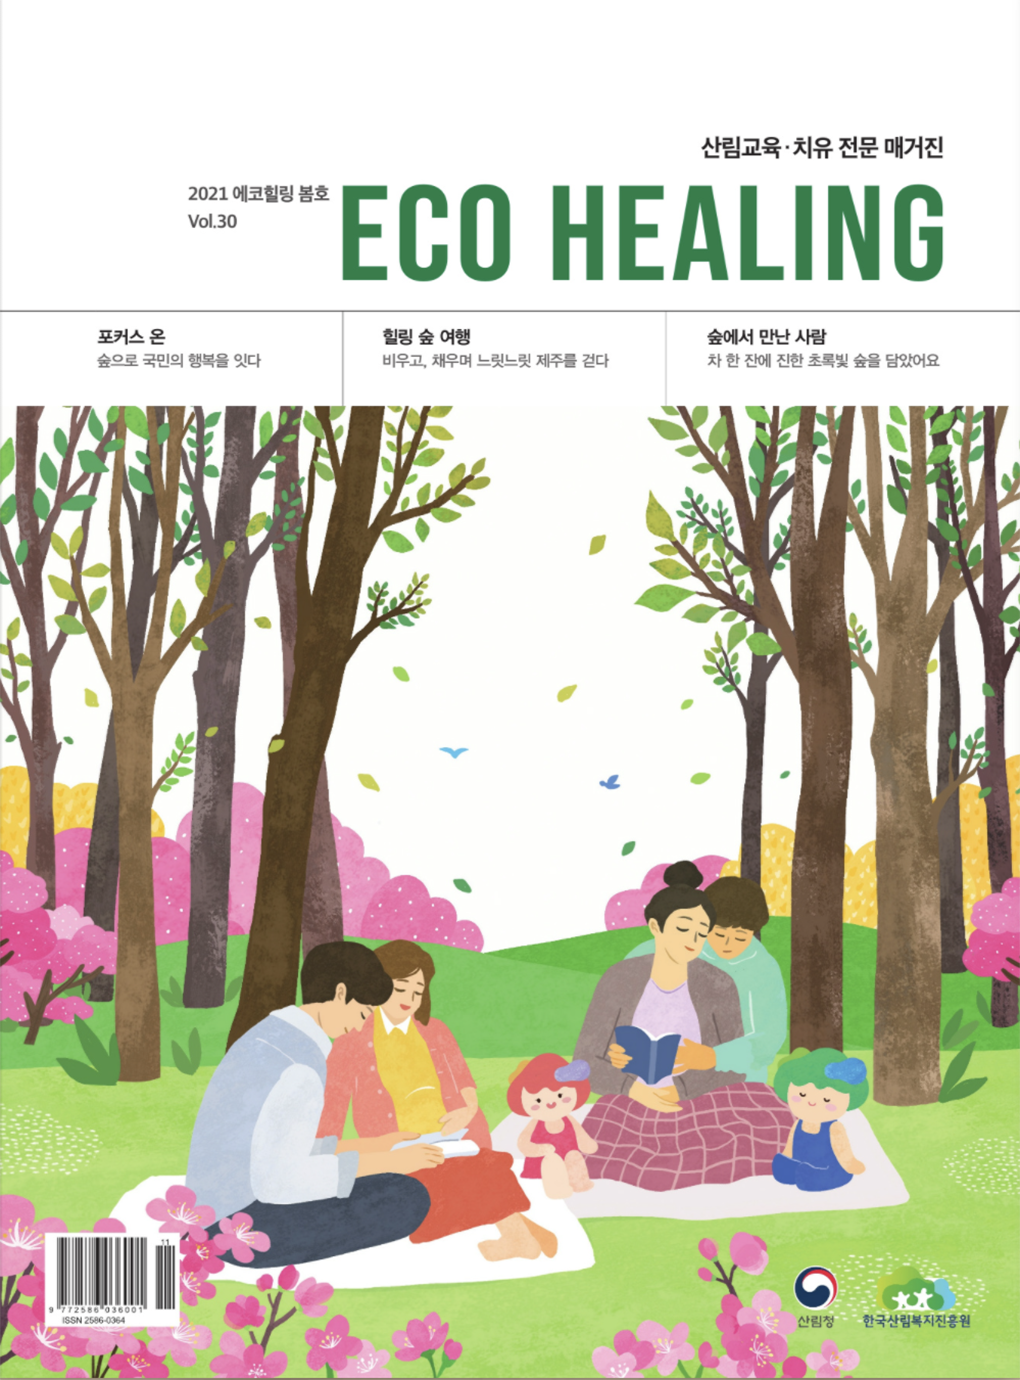 산림교육·치유 전문 매거진
2021 에코힐링 봄호
Vol.30
ECO HEALING
포커스 온
숲으로 국민의 행복을 잇다
힐링 숲 여행
비우고, 채우며 느릿느릿 제주를 걷다
숲에서 만난 사람
차 한 잔에 진한 초록빛 숲을 담았어요
11
9 772586 036001
ISSN 2586-0364
산림청
한국산림복지진흥원